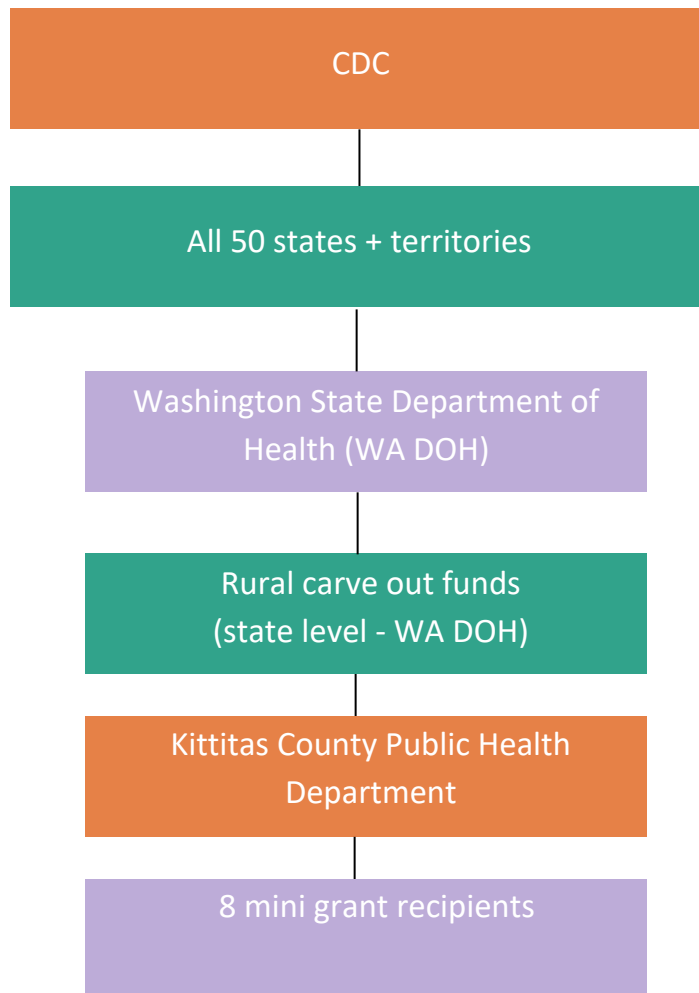 CDC
All 50 states + territories
Washington State Department of
Health (WA DOH)
Rural carve out funds
(state level - WA DOH)
Kittitas County Public Health
Department
8 mini grant recipients